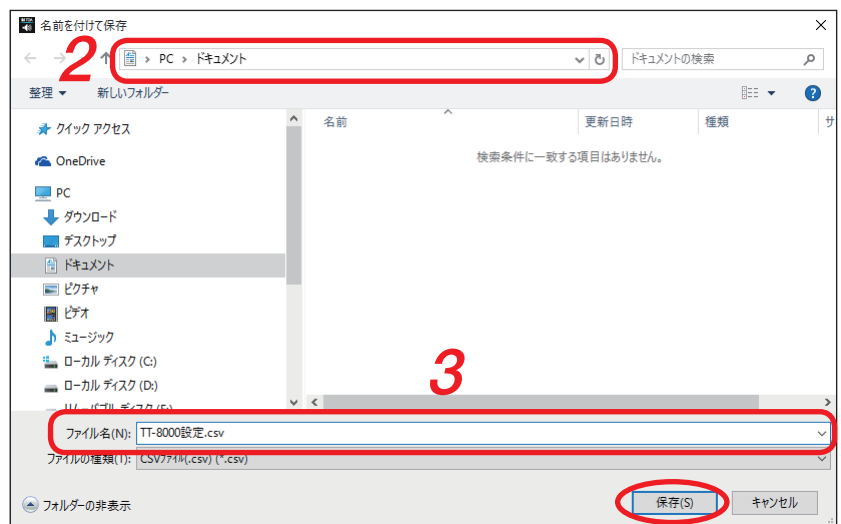 名前を付けて保存
2
PC › ドキュメント
ドキュメントの検索
整理
新しいフォルダー
名前
更新日時
種類
サ
検索条件に一致する項目はありません。
クイック アクセス
OneDrive
PC
ダウンロード
デスクトップ
ドキュメント
ピクチャ
ビデオ
ミュージック
ローカル ディスク (C:)
ローカル ディスク (D:)
3
ファイル名(N):
TT-8000設定.csv
ファイルの種類(T):
CSVファイル(.csv) (*.csv)
フォルダーの非表示
保存(S)
キャンセル